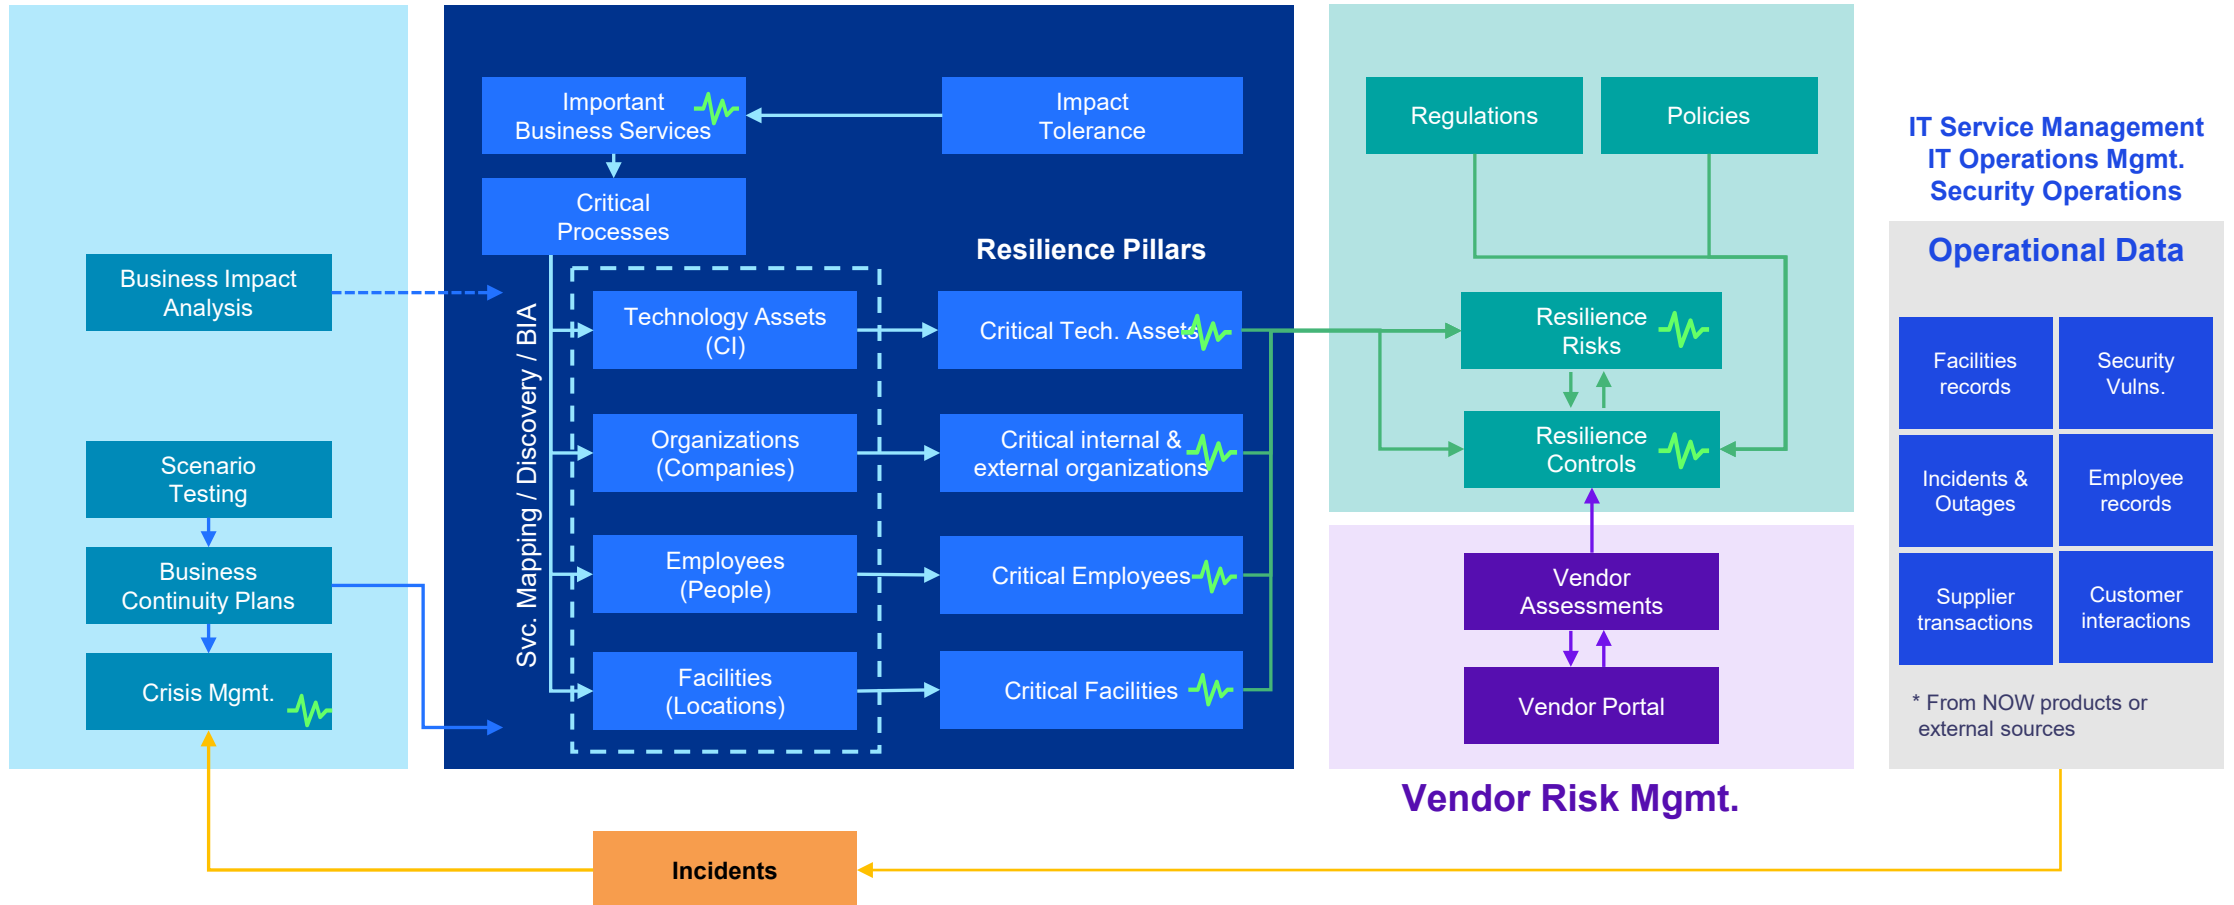 Business Impact
Analysis
Scenario
Testing
Business
Continuity Plans
Crisis Mgmt.
Important
Business Services
Impact
Tolerance
Critical
Processes
Resilience Pillars
Svc. Mapping / Discovery / BIA
Technology Assets
(CI)
Critical Tech. Assets
Organizations
(Companies)
Critical internal &
external organizations
Employees
(People)
Critical Employees
Facilities
(Locations)
Critical Facilities
Regulations
Policies
Resilience
Risks
Resilience
Controls
Vendor
Assessments
Vendor Portal
Vendor Risk Mgmt.
IT Service Management
IT Operations Mgmt.
Security Operations
Operational Data
Facilities
records
Security
Vulns.
Incidents &
Outages
Employee
records
Supplier
transactions
Customer
interactions
* From NOW products or
external sources
Incidents